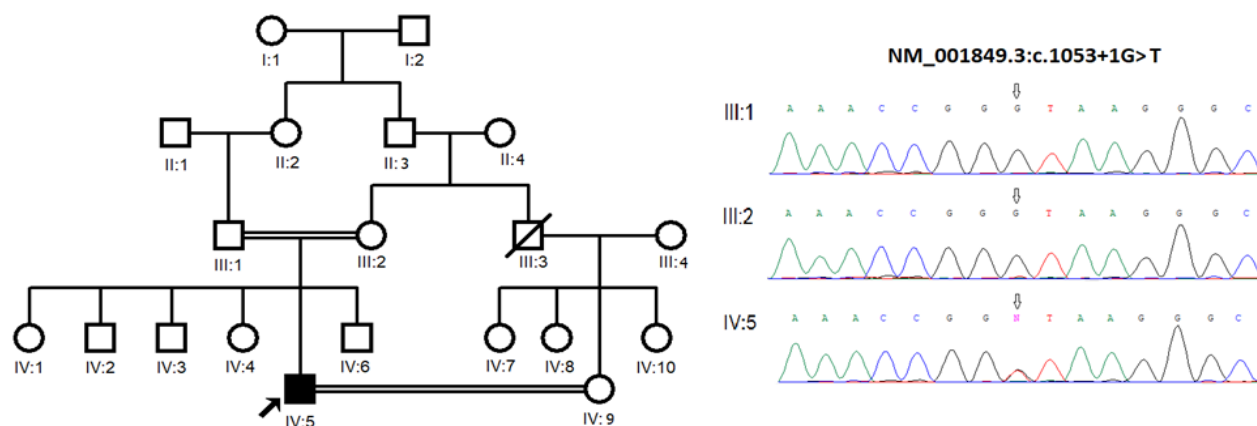 I:1 I:2
II:1 II:2 II:3 II:4
III:1 III:2 III:3 III:4
IV:1 IV:2 IV:3 IV:4 IV:6 IV:7 IV:8 IV:10
IV:5 IV:9
NM_001849.3:c.1053+1G>T
III:1 A A A C C G G G T A A G G G C
III:2 A A A C C G G G T A A G G G C
IV:5 A A A C C G G N T A A G G G C